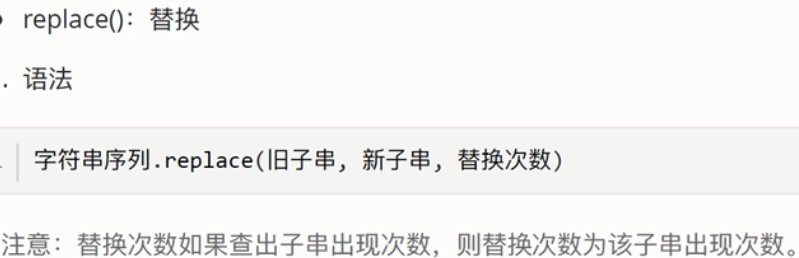 replace()：替换
. 语法
字符串序列.replace(旧子串, 新子串, 替换次数)
注意：替换次数如果查出子串出现次数，则替换次数为该子串出现次数。